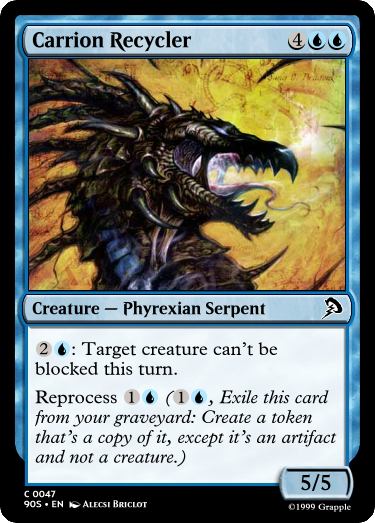 Carrion Recycler 4
Creature — Phyrexian Serpent
2 : Target creature can't be
blocked this turn.
Reprocess 1 (1 , Exile this card
from your graveyard: Create a token
that's a copy of it, except it's an artifact
and not a creature.)
5/5
C 0047
90S • EN Alecsi Briclot
©1999 Grapple